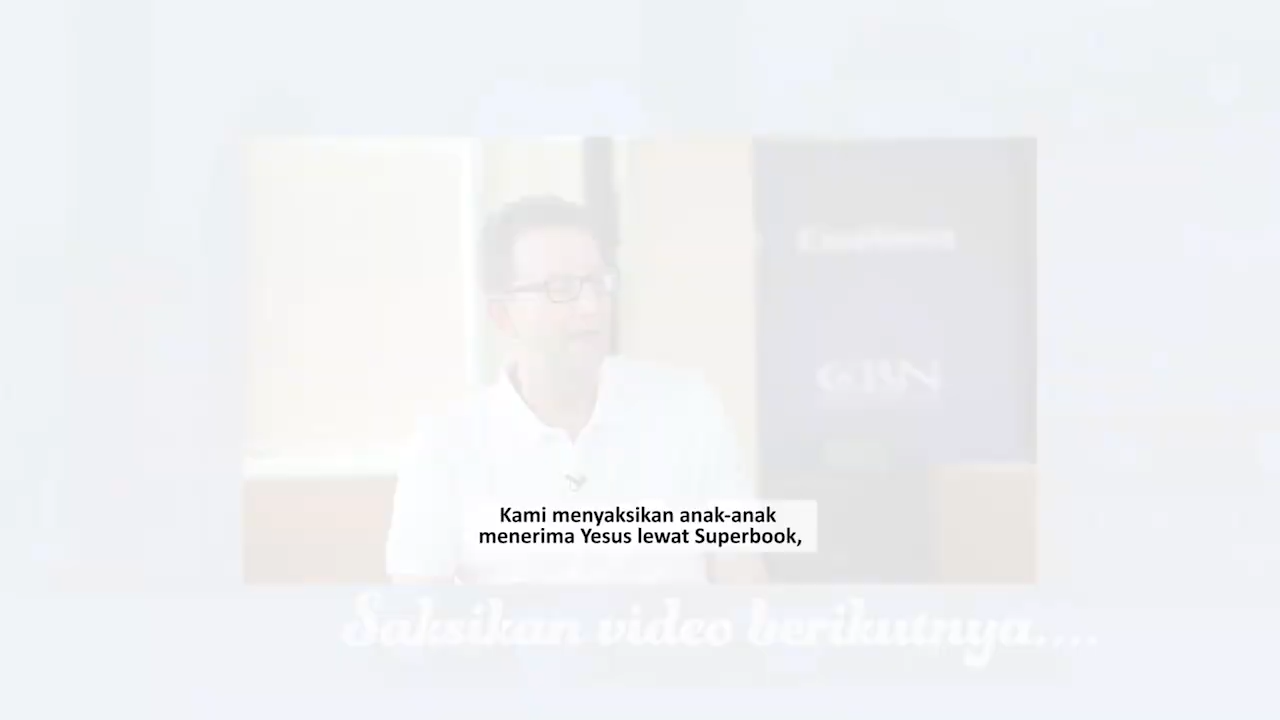 Kami menyaksikan anak-anak
menerima Yesus lewat Superbook,
Saksikan video berikutnya....